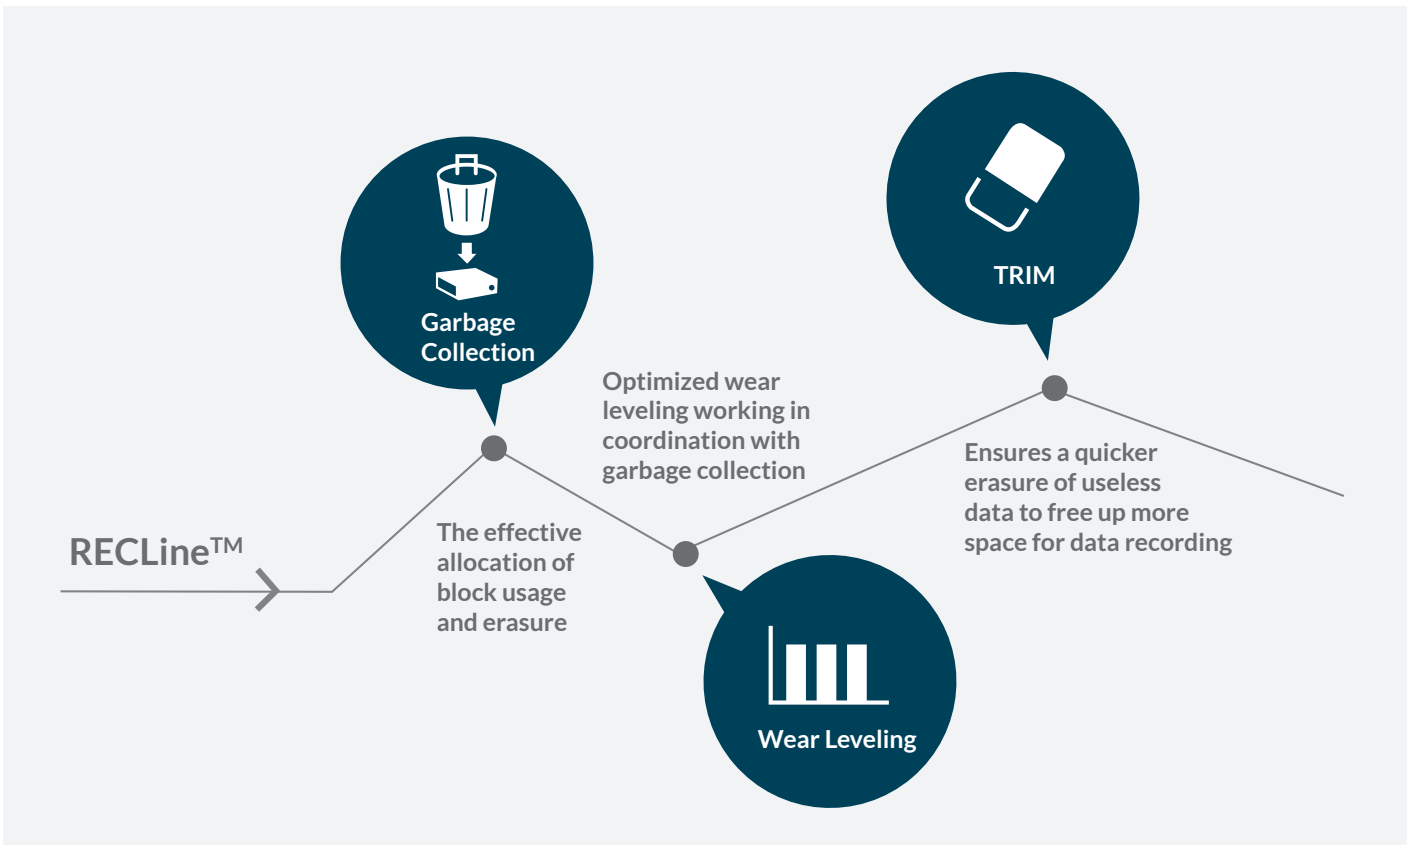 RECLine™
Garbage
Collection
The effective
allocation of
block usage
and erasure
Optimized wear
leveling working in
coordination with
garbage collection
Wear Leveling
TRIM
Ensures a quicker
erasure of useless
data to free up more
space for data recording